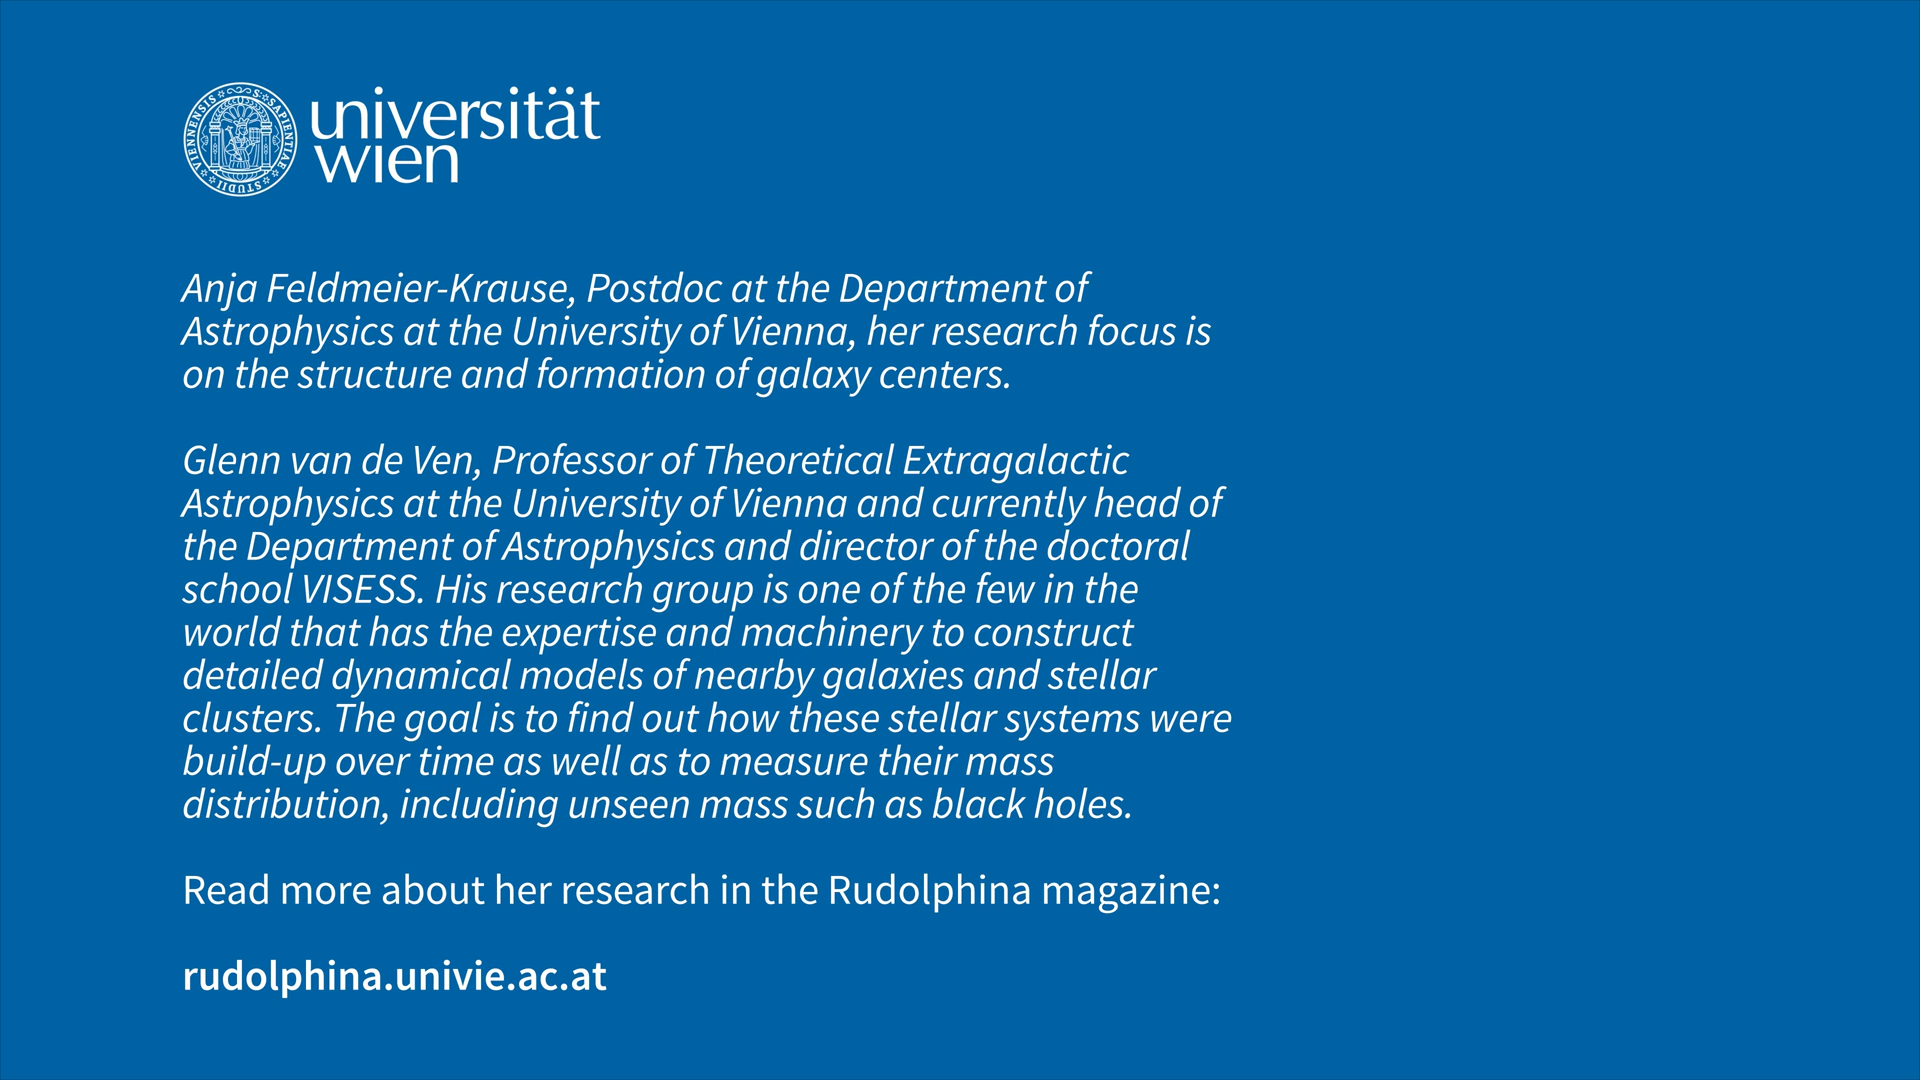 VIENNENSIS · S · SAPIENTIAE · STUDII
universität
wien
Anja Feldmeier-Krause, Postdoc at the Department of
Astrophysics at the University of Vienna, her research focus is
on the structure and formation of galaxy centers.
Glenn van de Ven, Professor of Theoretical Extragalactic
Astrophysics at the University of Vienna and currently head of
the Department of Astrophysics and director of the doctoral
school VISESS. His research group is one of the few in the
world that has the expertise and machinery to construct
detailed dynamical models of nearby galaxies and stellar
clusters. The goal is to find out how these stellar systems were
build-up over time as well as to measure their mass
distribution, including unseen mass such as black holes.
Read more about her research in the Rudolphina magazine:
rudolphina.univie.ac.at